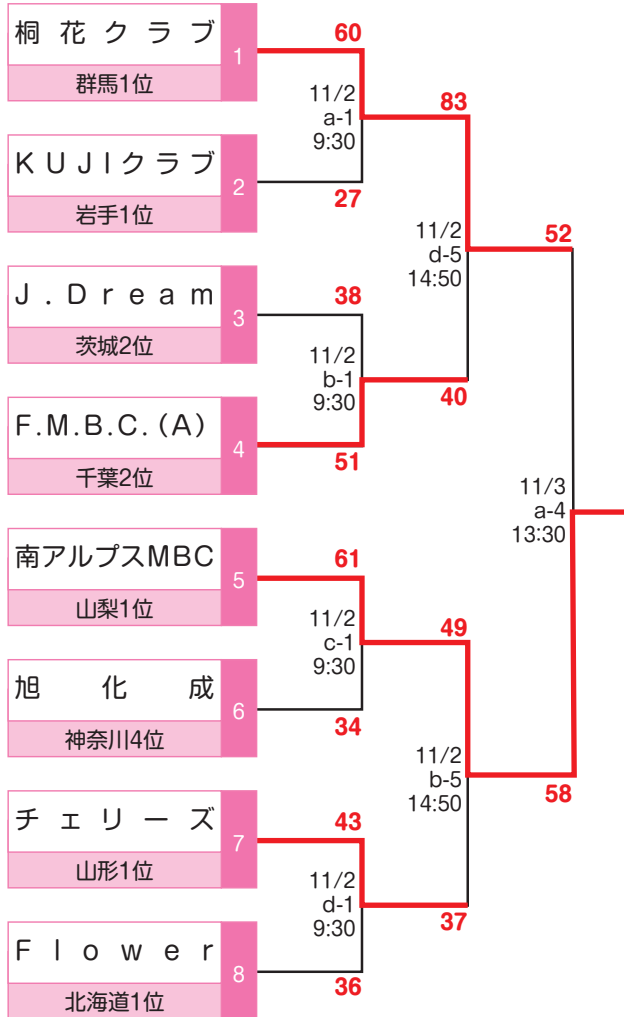 桐花クラブ
群馬1位
1
KUJIクラブ
岩手1位
2
J.Dream
茨城2位
3
F.M.B.C.(A)
千葉2位
4
南アルプスMBC
山梨1位
5
旭化成
神奈川4位
6
チェリーズ
山形1位
7
Flower
北海道1位
8
60
11/2
a-1
9:30
27
38
11/2
b-1
9:30
51
61
11/2
c-1
9:30
34
43
11/2
d-1
9:30
36
83
11/2
d-5
14:50
40
49
11/2
b-5
14:50
37
52
11/3
a-4
13:30
58